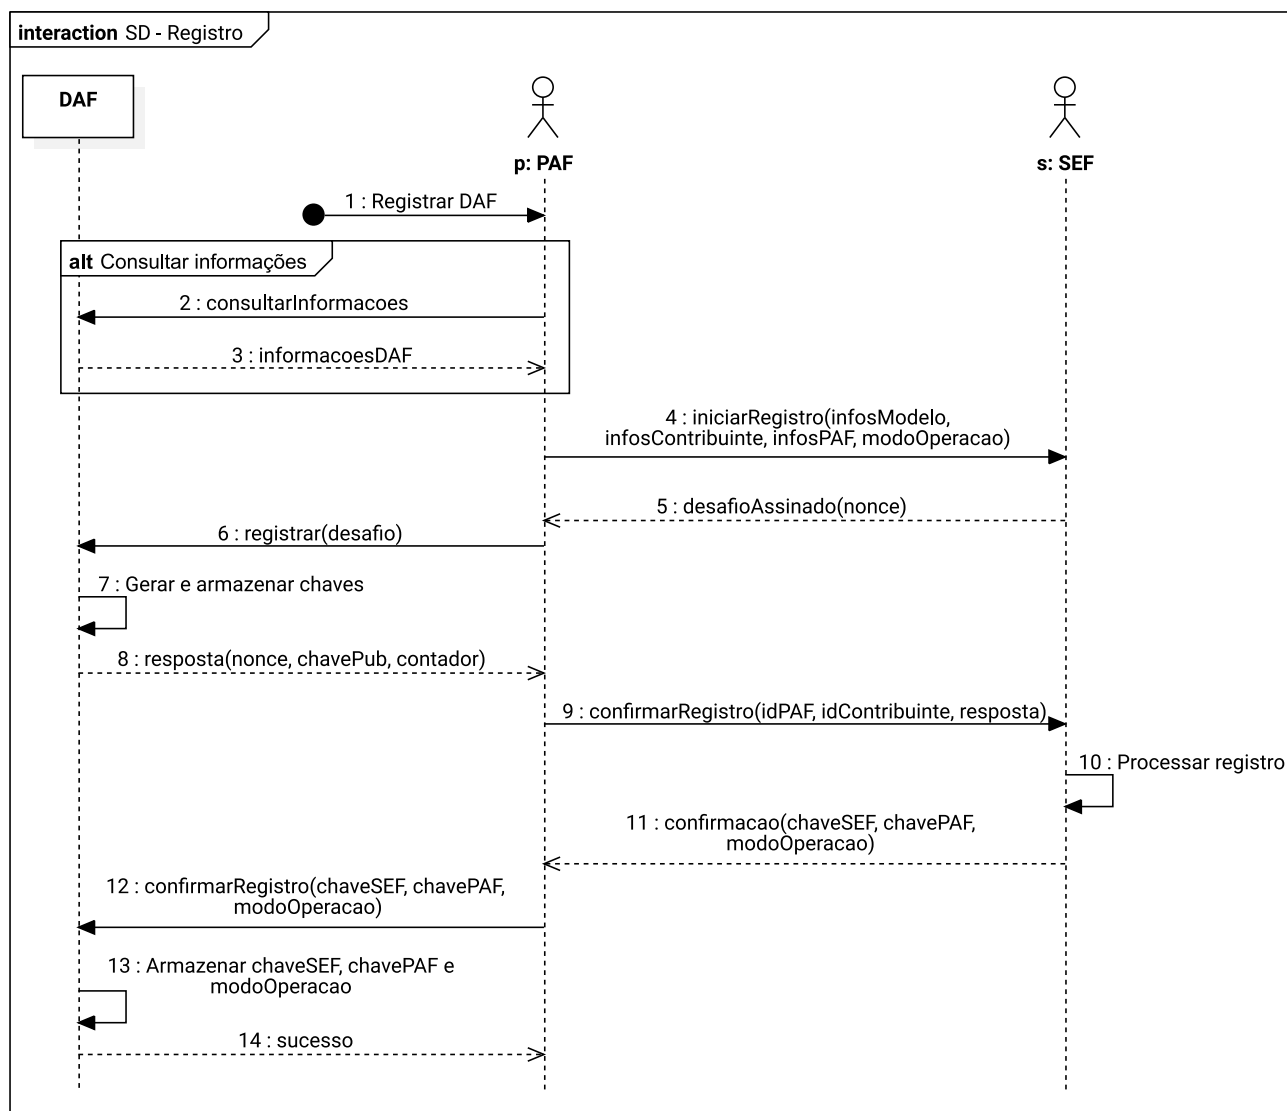 interaction SD - Registro
DAF
p: PAF
s: SEF
1 : Registrar DAF
alt Consultar informações
2 : consultarInformacoes
3 : informacoesDAF
4 : iniciarRegistro(infosModelo,
infosContribuinte, infosPAF, modoOperacao)
5 : desafioAssinado(nonce)
6 : registrar(desafio)
7 : Gerar e armazenar chaves
8 : resposta(nonce, chavePub, contador)
9 : confirmarRegistro(idPAF, idContribuinte, resposta)
10 : Processar registro
11 : confirmacao(chaveSEF, chavePAF,
modoOperacao)
12 : confirmarRegistro(chaveSEF, chavePAF,
modoOperacao)
13 : Armazenar chaveSEF, chavePAF e
modoOperacao
14 : sucesso